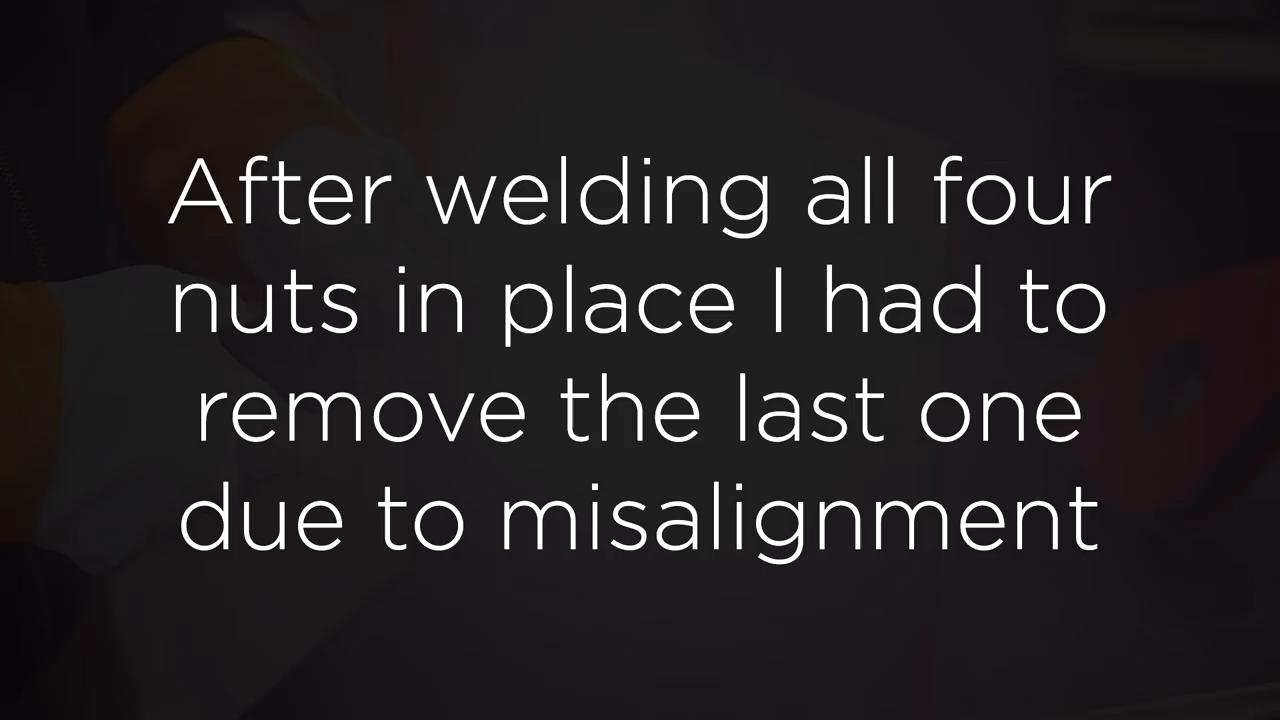 After welding all four
nuts in place I had to
remove the last one
due to misalignment